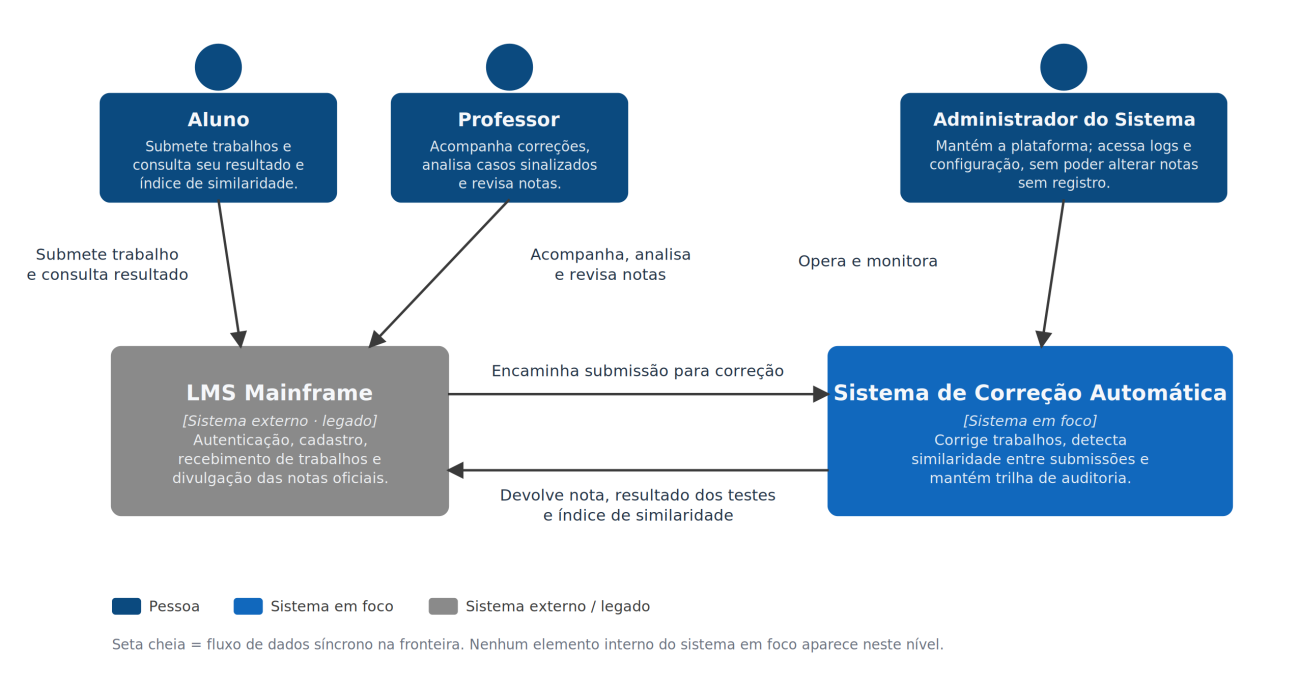 Aluno
Submete trabalhos e
consulta seu resultado e
índice de similaridade.
Professor
Acompanha correções,
analisa casos sinalizados
e revisa notas.
Administrador do Sistema
Mantém a plataforma; acessa logs e
configuração, sem poder alterar notas
sem registro.
Submete trabalho
e consulta resultado
Acompanha, analisa
e revisa notas
Opera e monitora
LMS Mainframe
[Sistema externo · legado]
Autenticação, cadastro,
recebimento de trabalhos e
divulgação das notas oficiais.
Encaminha submissão para correção
Devolve nota, resultado dos testes
e índice de similaridade
Sistema de Correção Automática
[Sistema em foco]
Corrige trabalhos, detecta
similaridade entre submissões e
mantém trilha de auditoria.
Pessoa
Sistema em foco
Sistema externo / legado
Seta cheia = fluxo de dados síncrono na fronteira. Nenhum elemento interno do sistema em foco aparece neste nível.